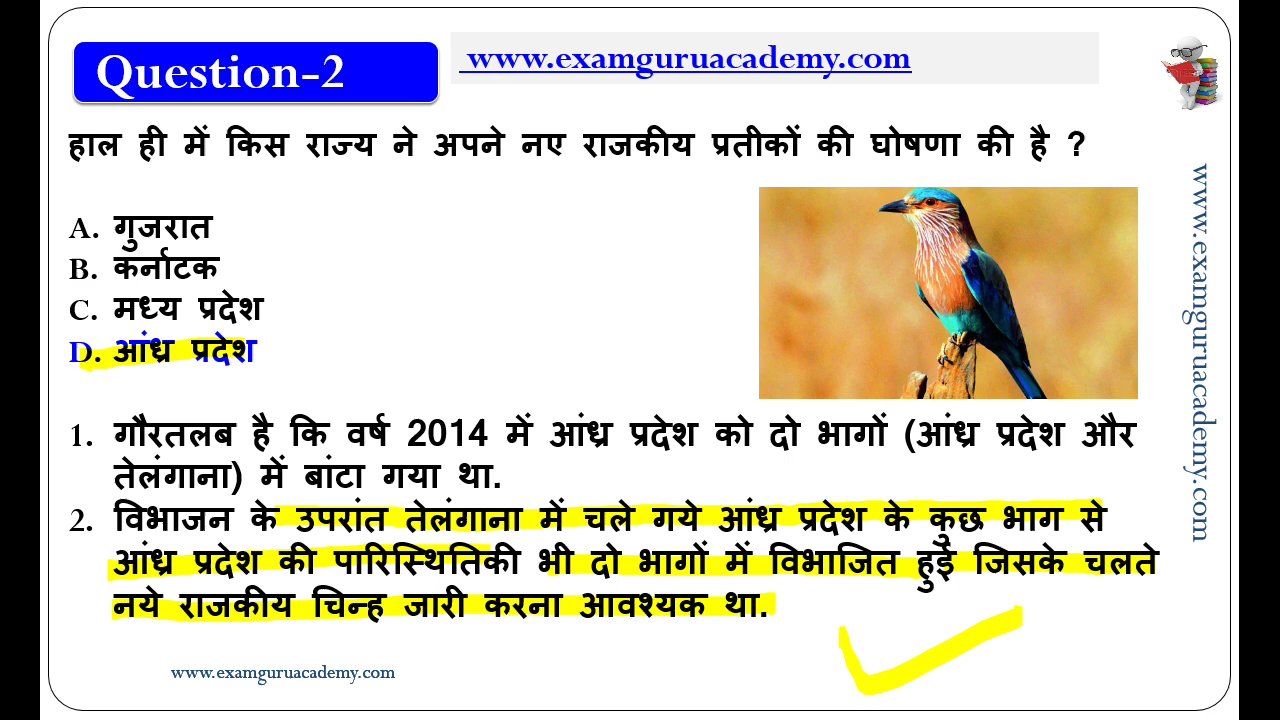 Question-2
www.examguruacademy.com
हाल ही में किस राज्य ने अपने नए राजकीय प्रतीकों की घोषणा की है ?
A. गुजरात
B. कर्नाटक
C. मध्य प्रदेश
D. आंध्र प्रदेश
1. गौरतलब है कि वर्ष 2014 में आंध्र प्रदेश को दो भागों (आंध्र प्रदेश और
तेलंगाना) में बांटा गया था.
2. विभाजन के उपरांत तेलंगाना में चले गये आंध्र प्रदेश के कुछ भाग से
आंध्र प्रदेश की पारिस्थितिकी भी दो भागों में विभाजित हुई जिसके चलते
नये राजकीय चिन्ह जारी करना आवश्यक था.
www.examguruacademy.com
www.examguruacademy.com